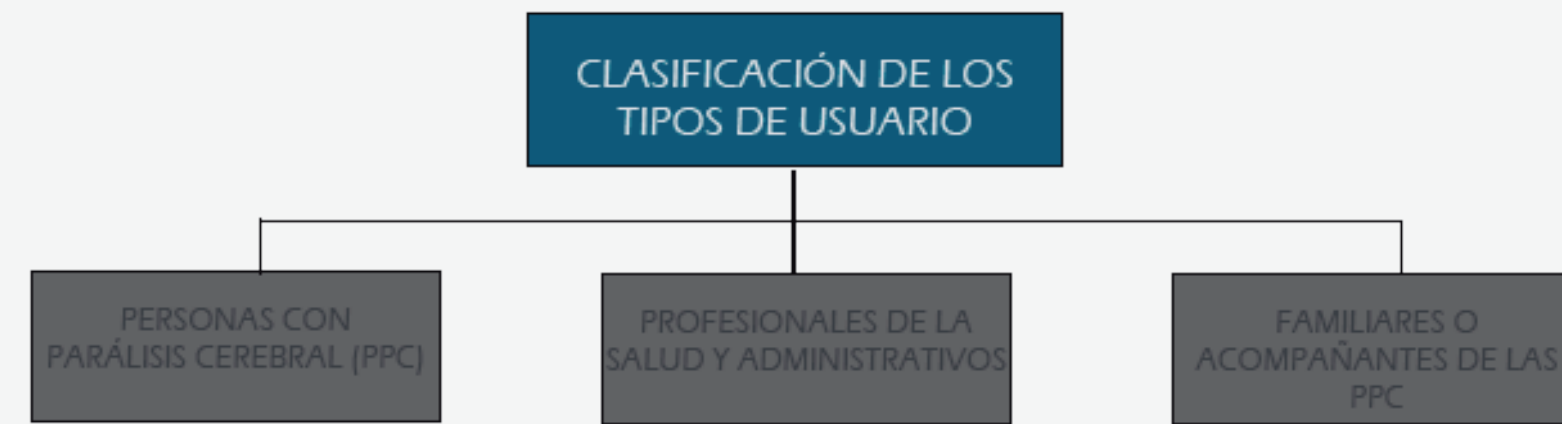 CLASIFICACIÓN DE LOS
TIPOS DE USUARIO
PERSONAS CON
PARÁLISIS CEREBRAL (PPC)
PROFESIONALES DE LA
SALUD Y ADMINISTRATIVOS
FAMILIARES O
ACOMPAÑANTES DE LAS
PPC